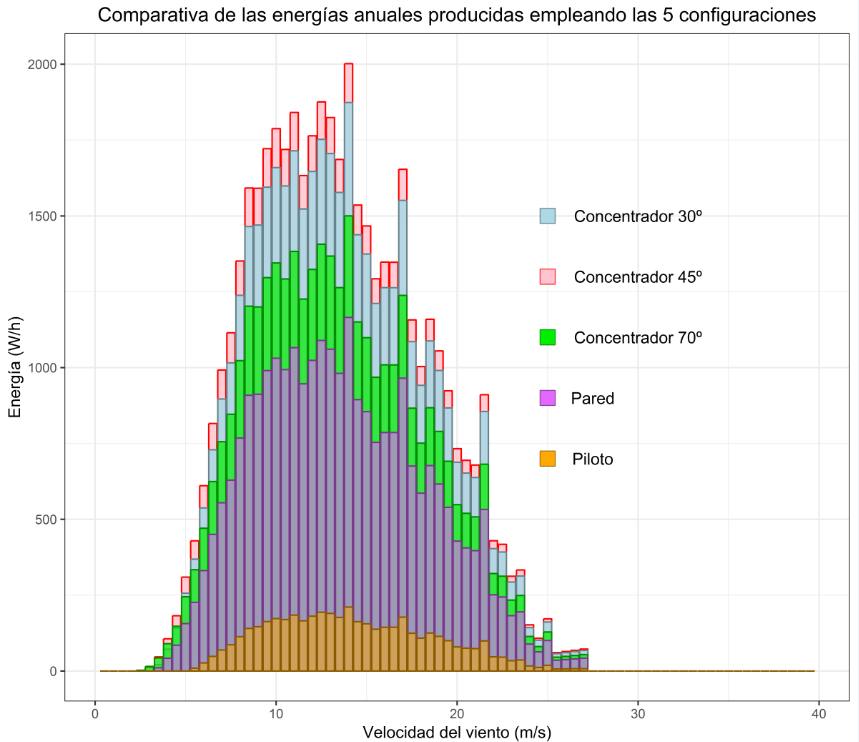 Comparativa de las energías anuales producidas empleando las 5 configuraciones
2000
1500
1000
500
0
Energía (W/h)
Concentrador 30º
Concentrador 45º
Concentrador 70º
Pared
Piloto
0 10 20 30 40
Velocidad del viento (m/s)